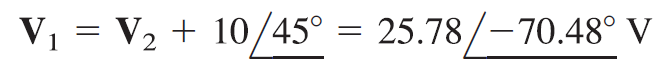 V₁ = V₂ + 10/45° = 25.78/−70.48° V